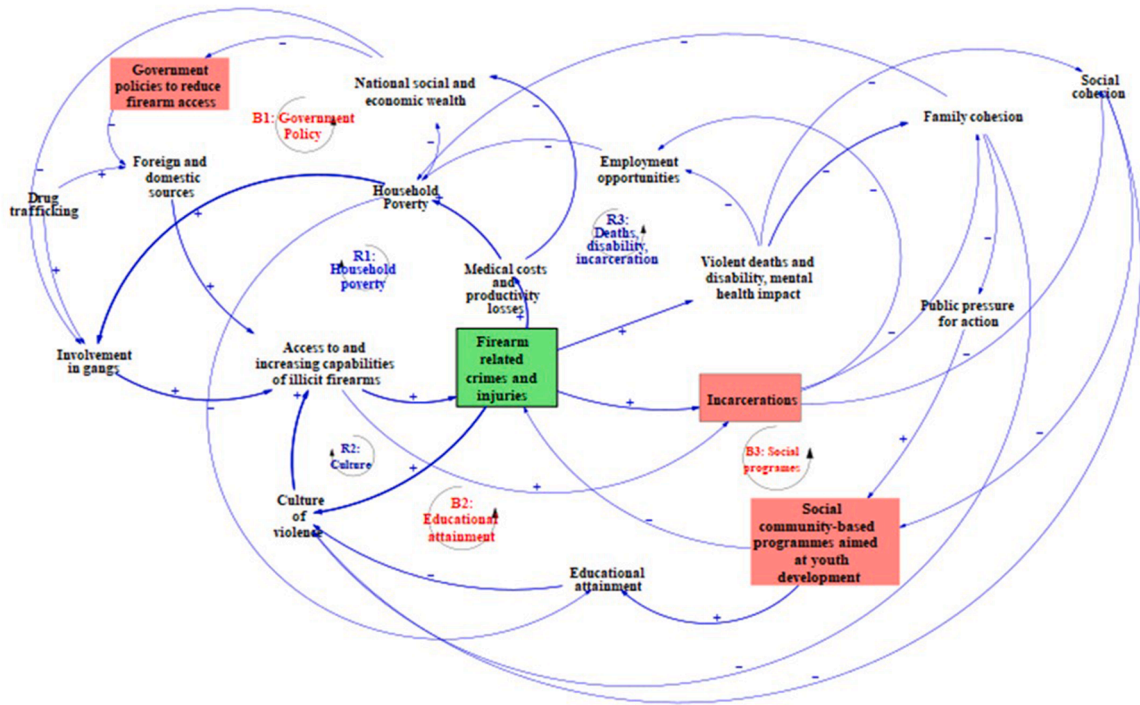 Government
policies to reduce
firearm access
National social and
economic wealth
Social
cohesion
B1: Government
Policy
Family cohesion
Foreign and
domestic
sources
Employment
opportunities
Drug
trafficking
Household
Poverty
R3:
Deaths,
disability,
incarceration
R1:
Household
poverty
Medical costs
and
productivity
losses
Violent deaths and
disability, mental
health impact
Public pressure
for action
Involvement
in gangs
Access to and
increasing capabilities
of illicit firearms
Firearm
related
crimes and
injuries
Incarcerations
R2:
Culture
B3: Social
programes
Culture
of
violence
B2:
Educational
attainment
Social
community-based
programmes aimed
at youth
development
Educational
attainment